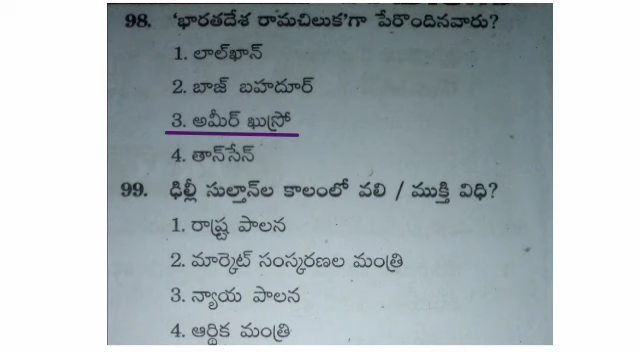 98. 'భారతదేశ రామచిలుక'గా పేరొందినవారు?
1. లాల్‌ఖాన్
2. బాజ్ బహదూర్
3. అమీర్ ఖుస్రో
4. తాన్‌సేన్
99. ఢిల్లీ సుల్తాన్‌ల కాలంలో వలి / ముక్తి విధి?
1. రాష్ట్ర పాలన
2. మార్కెట్ సంస్కరణల మంత్రి
3. న్యాయ పాలన
4. ఆర్థిక మంత్రి